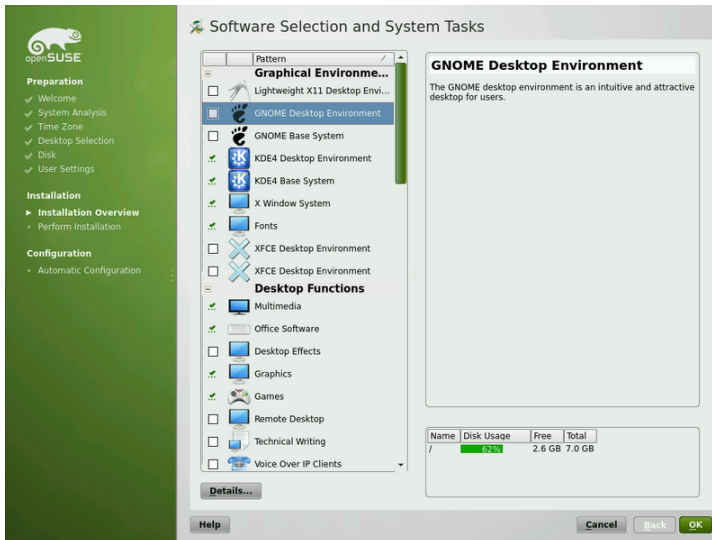 openSUSE
Preparation
Welcome
System Analysis
Time Zone
Desktop Selection
Disk
User Settings
Installation
Installation Overview
Perform Installation
Configuration
Automatic Configuration
Software Selection and System Tasks
Pattern
Graphical Environme...
Lightweight X11 Desktop Envi...
GNOME Desktop Environment
GNOME Base System
KDE4 Desktop Environment
KDE4 Base System
X Window System
Fonts
XFCE Desktop Environment
XFCE Desktop Environment
Desktop Functions
Multimedia
Office Software
Desktop Effects
Graphics
Games
Remote Desktop
Technical Writing
Voice Over IP Clients
Details...
GNOME Desktop Environment
The GNOME desktop environment is an intuitive and attractive
desktop for users.
Name Disk Usage Free Total
/ 62% 2.6 GB 7.0 GB
Help
Cancel
Back
OK